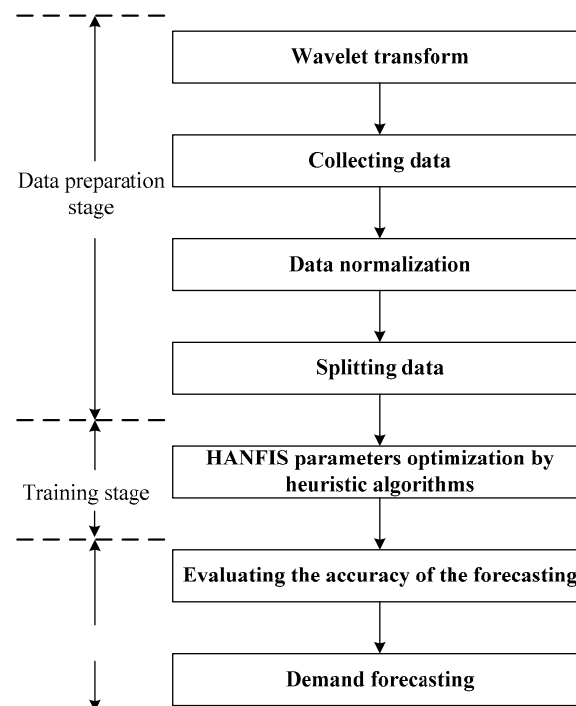 Wavelet transform
Collecting data
Data preparation
stage
Data normalization
Splitting data
HANFIS parameters optimization by
heuristic algorithms
Training stage
Evaluating the accuracy of the forecasting
Demand forecasting